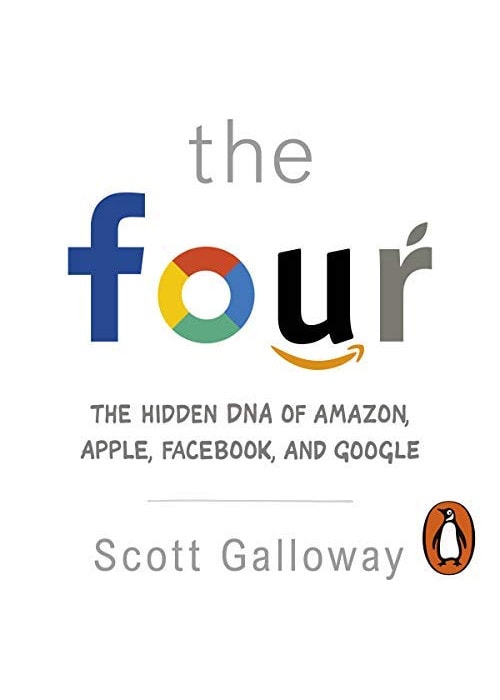 the
four
THE HIDDEN DNA OF AMAZON,
APPLE, FACEBOOK, AND GOOGLE
Scott Galloway